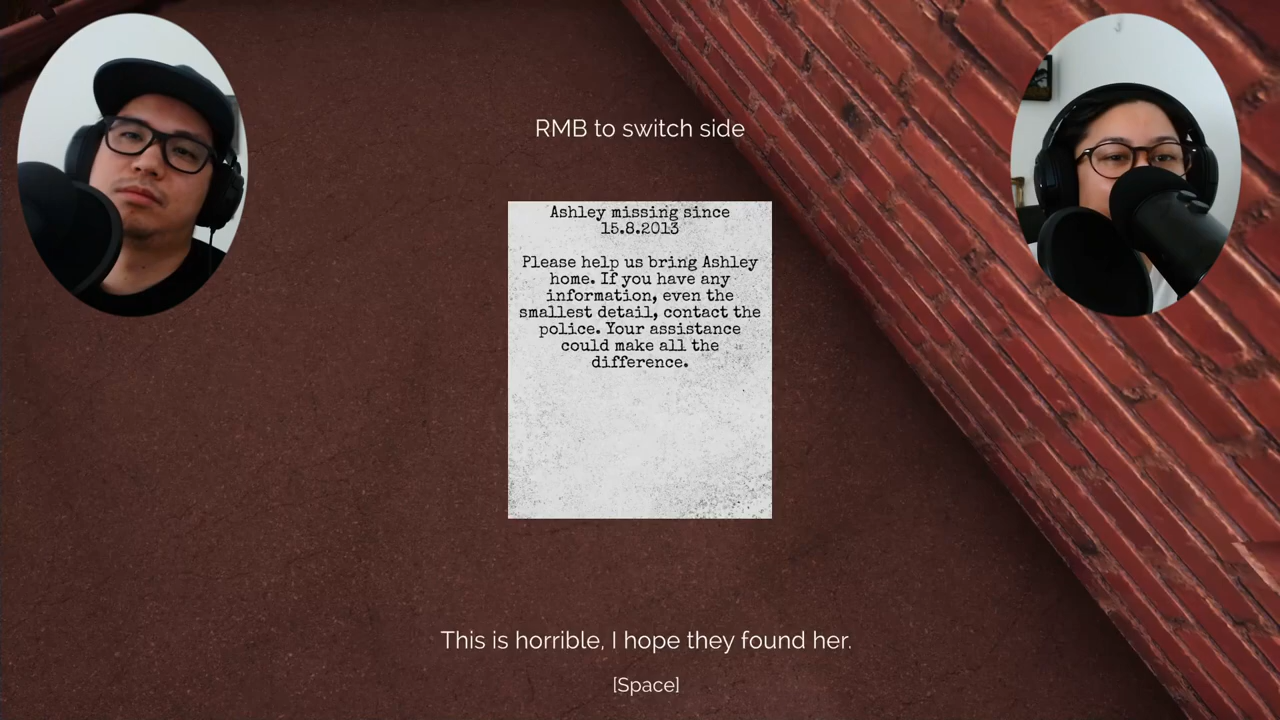 RMB to switch side
Ashley missing since
15.8.2013
Please help us bring Ashley
home. If you have any
information, even the
smallest detail, contact the
police. Your assistance
could make all the
difference.
This is horrible, I hope they found her.
[Space]